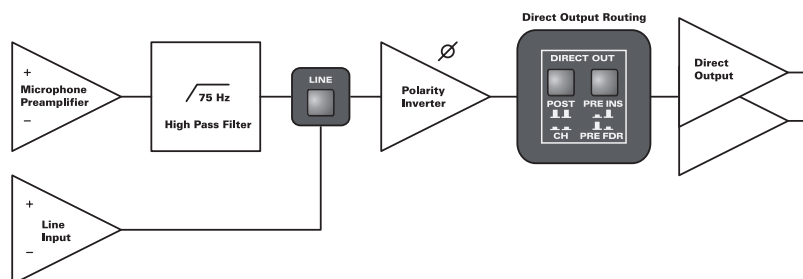 Direct Output Routing
+
Microphone
Preamplifier
−
75 Hz
High Pass Filter
LINE
Ø
Polarity
Inverter
DIRECT OUT
POST PRE INS
CH PRE FDR
Direct
Output
+
Line
Input
−